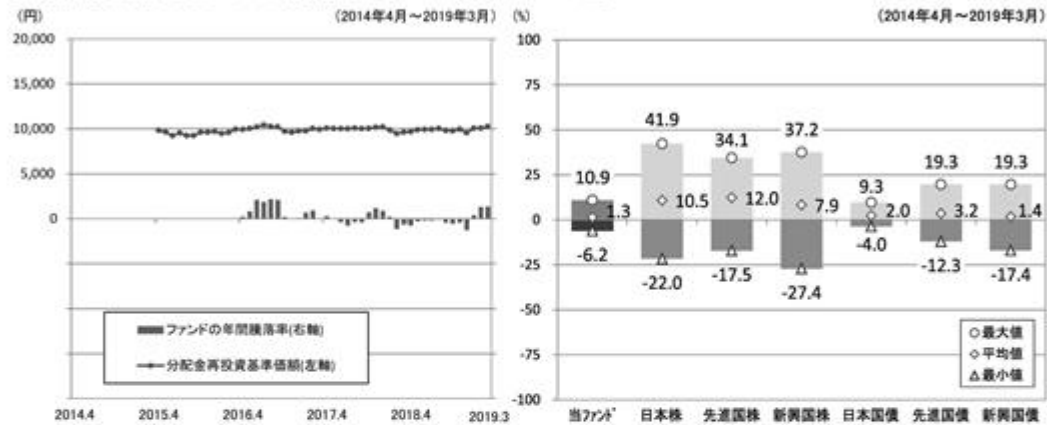 (円)
(2014年4月～2019年3月)
20,000
15,000
10,000
5,000
0
ファンドの年間騰落率(右軸)
分配金再投資基準価額(左軸)
2014.4 2015.4 2016.4 2017.4 2018.4 2019.3
(%)
(2014年4月～2019年3月)
100
75
50
25
0
-25
-50
-75
-100
41.9 34.1 37.2
10.9 9.3 19.3 19.3
1.3 10.5 12.0 7.9 2.0 3.2 1.4
-6.2 -22.0 -17.5 -27.4 -4.0 -12.3 -17.4
最大値
平均値
最小値
当ファンド 日本株 先進国株 新興国株 日本国債 先進国債 新興国債